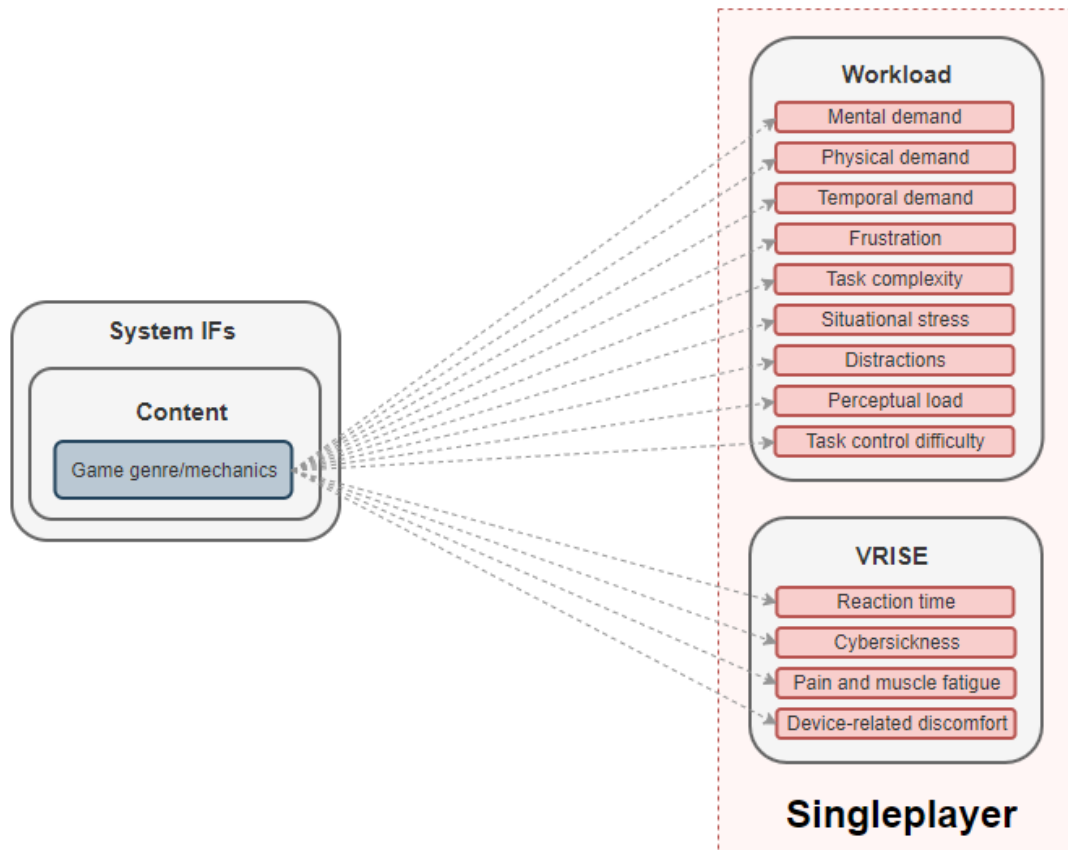 System IFs
Content
Game genre/mechanics
Workload
Mental demand
Physical demand
Temporal demand
Frustration
Task complexity
Situational stress
Distractions
Perceptual load
Task control difficulty
VRISE
Reaction time
Cybersickness
Pain and muscle fatigue
Device-related discomfort
Singleplayer